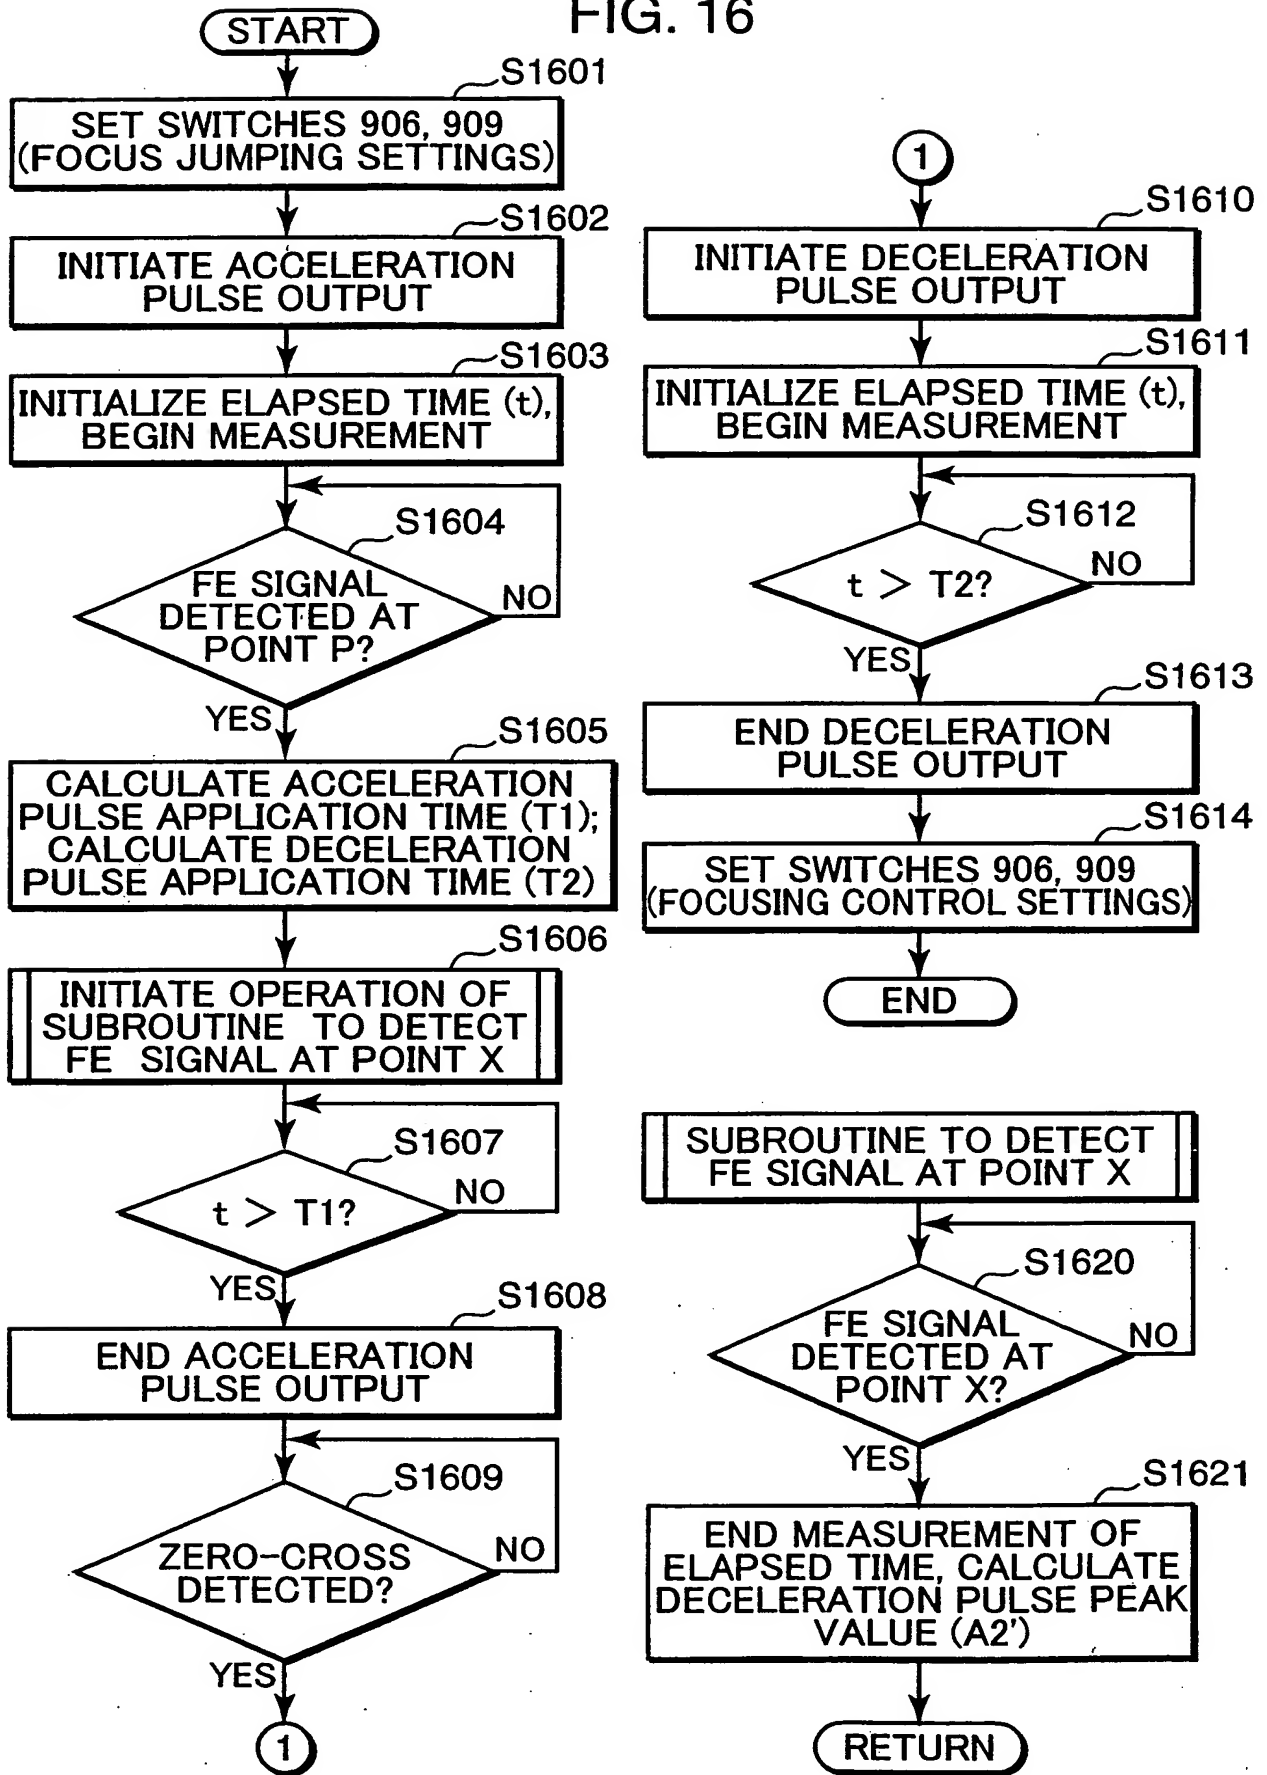 FIG. 16
START
S1601
SET SWITCHES 906, 909
(FOCUS JUMPING SETTINGS)
S1602
INITIATE ACCELERATION
PULSE OUTPUT
S1603
INITIALIZE ELAPSED TIME (t),
BEGIN MEASUREMENT
S1604
FE SIGNAL
DETECTED AT
POINT P?
NO
YES
S1605
CALCULATE ACCELERATION
PULSE APPLICATION TIME (T1);
CALCULATE DECELERATION
PULSE APPLICATION TIME (T2)
S1606
INITIATE OPERATION OF
SUBROUTINE TO DETECT
FE SIGNAL AT POINT X
S1607
t > T1?
NO
YES
S1608
END ACCELERATION
PULSE OUTPUT
S1609
ZERO-CROSS
DETECTED?
NO
YES
1
1
S1610
INITIATE DECELERATION
PULSE OUTPUT
S1611
INITIALIZE ELAPSED TIME (t),
BEGIN MEASUREMENT
S1612
t > T2?
NO
YES
S1613
END DECELERATION
PULSE OUTPUT
S1614
SET SWITCHES 906, 909
(FOCUSING CONTROL SETTINGS)
END
SUBROUTINE TO DETECT
FE SIGNAL AT POINT X
S1620
FE SIGNAL
DETECTED AT
POINT X?
NO
YES
S1621
END MEASUREMENT OF
ELAPSED TIME, CALCULATE
DECELERATION PULSE PEAK
VALUE (A2')
RETURN